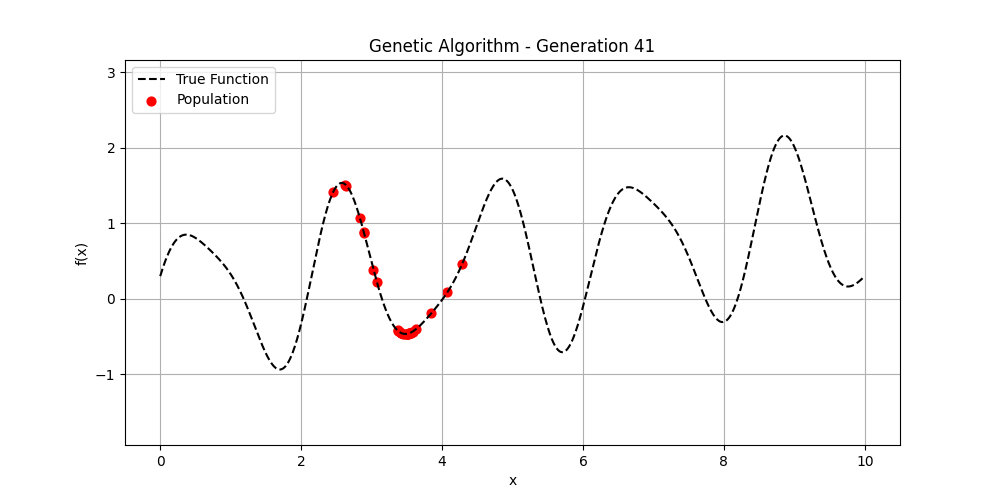 Genetic Algorithm - Generation 41
3
2
1
0
−1
f(x)
True Function
Population
0 2 4 6 8 10
x